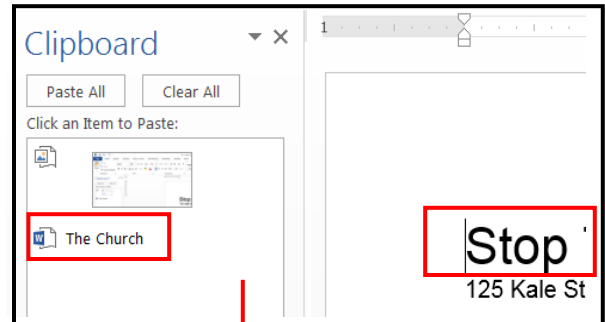 Clipboard
Paste All
Clear All
Click an Item to Paste:
The Church
1
Stop
125 Kale St